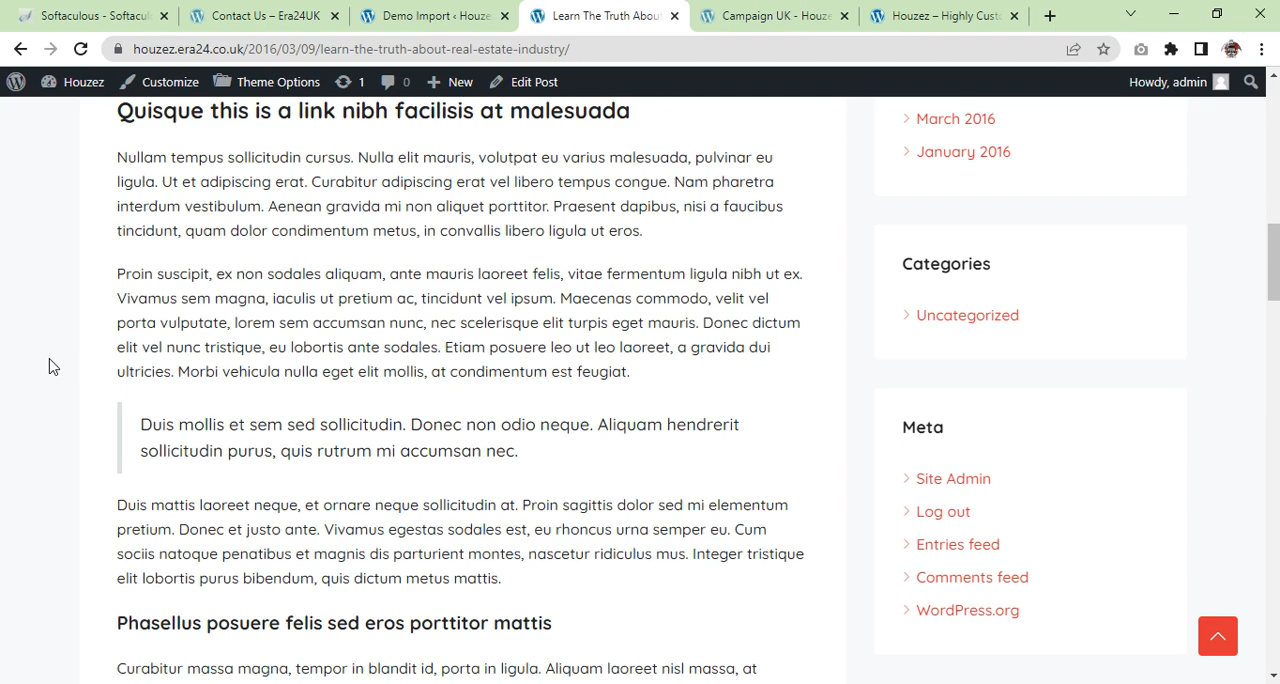 Softaculous - Softacul
Contact Us – Era24UK
Demo Import ‹ Houze
Learn The Truth Abou
Campaign UK - Houze
Houzez – Highly Cust
houzez.era24.co.uk/2016/03/09/learn-the-truth-about-real-estate-industry/
Houzez
Customize
Theme Options
1
0
New
Edit Post
Howdy, admin
Quisque this is a link nibh facilisis at malesuada
Nullam tempus sollicitudin cursus. Nulla elit mauris, volutpat eu varius malesuada, pulvinar eu
ligula. Ut et adipiscing erat. Curabitur adipiscing erat vel libero tempus congue. Nam pharetra
interdum vestibulum. Aenean gravida mi non aliquet porttitor. Praesent dapibus, nisi a faucibus
tincidunt, quam dolor condimentum metus, in convallis libero ligula ut eros.
Proin suscipit, ex non sodales aliquam, ante mauris laoreet felis, vitae fermentum ligula nibh ut ex.
Vivamus sem magna, iaculis ut pretium ac, tincidunt vel ipsum. Maecenas commodo, velit vel
porta vulputate, lorem sem accumsan nunc, nec scelerisque elit turpis eget mauris. Donec dictum
elit vel nunc tristique, eu lobortis ante sodales. Etiam posuere leo ut leo laoreet, a gravida dui
ultricies. Morbi vehicula nulla eget elit mollis, at condimentum est feugiat.
Duis mollis et sem sed sollicitudin. Donec non odio neque. Aliquam hendrerit
sollicitudin purus, quis rutrum mi accumsan nec.
Duis mattis laoreet neque, et ornare neque sollicitudin at. Proin sagittis dolor sed mi elementum
pretium. Donec et justo ante. Vivamus egestas sodales est, eu rhoncus urna semper eu. Cum
sociis natoque penatibus et magnis dis parturient montes, nascetur ridiculus mus. Integer tristique
elit lobortis purus bibendum, quis dictum metus mattis.
Phasellus posuere felis sed eros porttitor mattis
Curabitur massa magna, tempor in blandit id, porta in ligula. Aliquam laoreet nisl massa, at
March 2016
January 2016
Categories
Uncategorized
Meta
Site Admin
Log out
Entries feed
Comments feed
WordPress.org